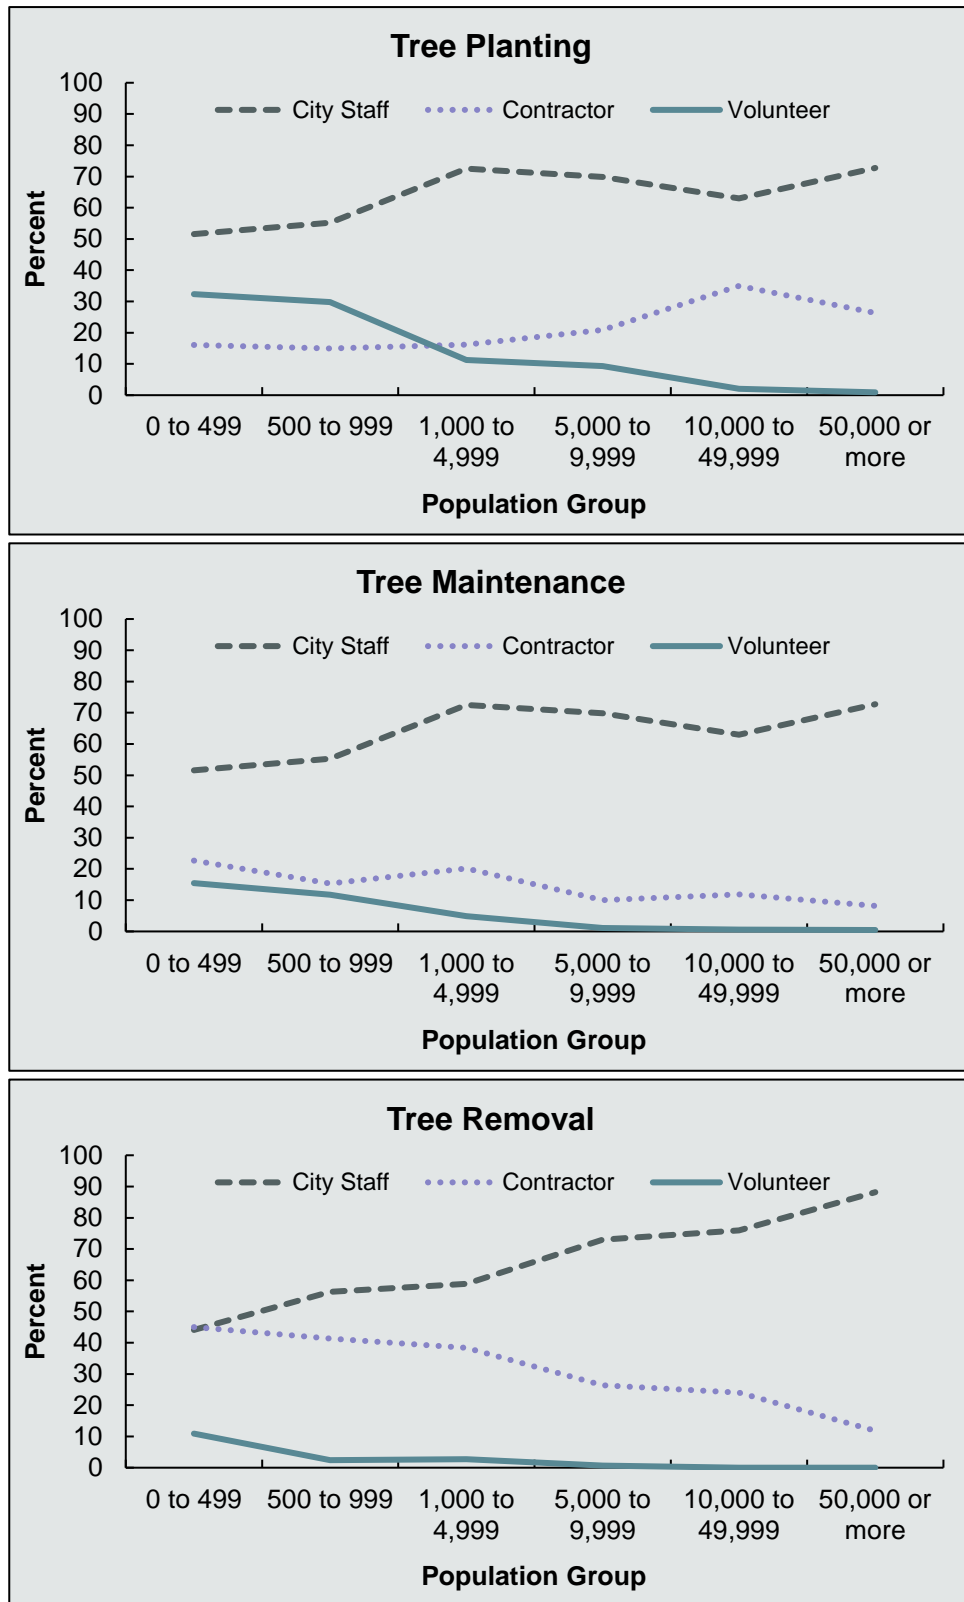 Tree Planting
100
90
80
70
60
50
40
30
20
10
0
Percent
City Staff Contractor Volunteer
0 to 499 500 to 999 1,000 to 5,000 to 10,000 to 50,000 or
4,999 9,999 49,999 more
Population Group
Tree Maintenance
100
90
80
70
60
50
40
30
20
10
0
Percent
City Staff Contractor Volunteer
0 to 499 500 to 999 1,000 to 5,000 to 10,000 to 50,000 or
4,999 9,999 49,999 more
Population Group
Tree Removal
100
90
80
70
60
50
40
30
20
10
0
Percent
City Staff Contractor Volunteer
0 to 499 500 to 999 1,000 to 5,000 to 10,000 to 50,000 or
4,999 9,999 49,999 more
Population Group